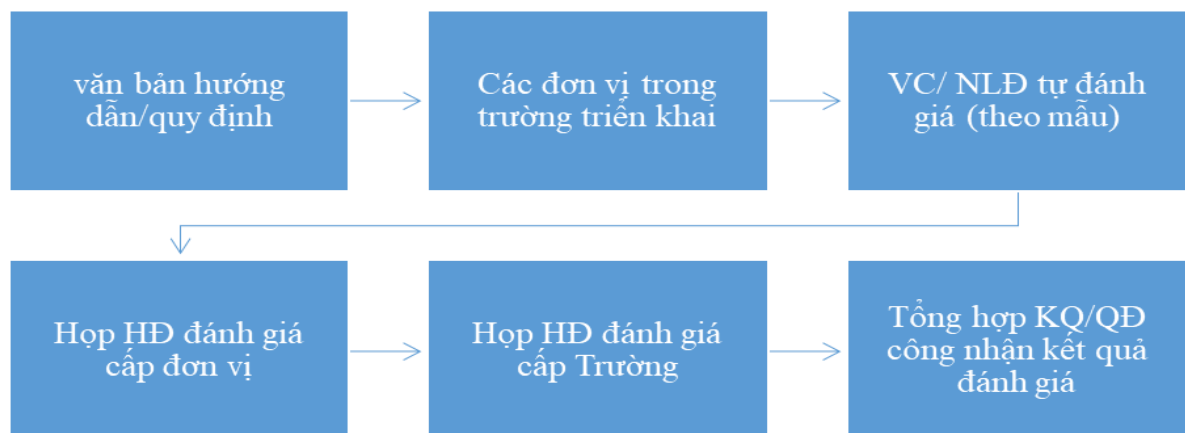 văn bản hướng
dẫn/quy định
Các đơn vị trong
trường triển khai
VC/ NLĐ tự đánh
giá (theo mẫu)
Họp HĐ đánh giá
cấp đơn vị
Họp HĐ đánh giá
cấp Trường
Tổng hợp KQ/QĐ
công nhận kết quả
đánh giá